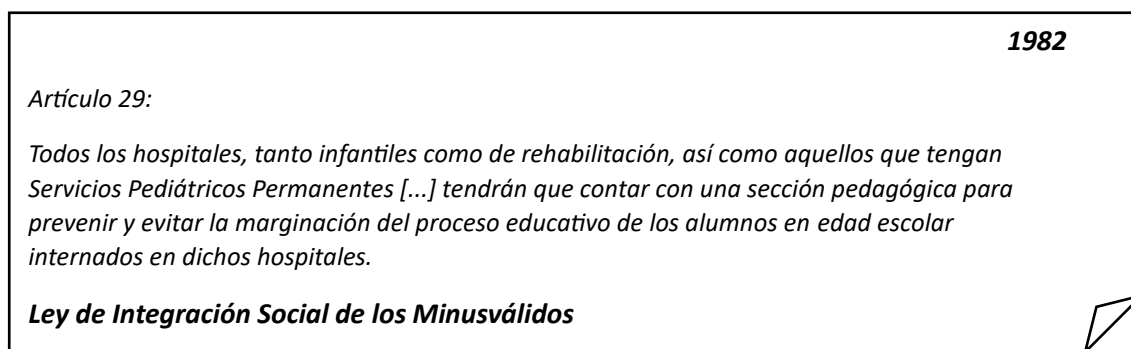 1982
Artículo 29:
Todos los hospitales, tanto infantiles como de rehabilitación, así como aquellos que tengan
Servicios Pediátricos Permanentes [...] tendrán que contar con una sección pedagógica para
prevenir y evitar la marginación del proceso educativo de los alumnos en edad escolar
internados en dichos hospitales.
Ley de Integración Social de los Minusválidos